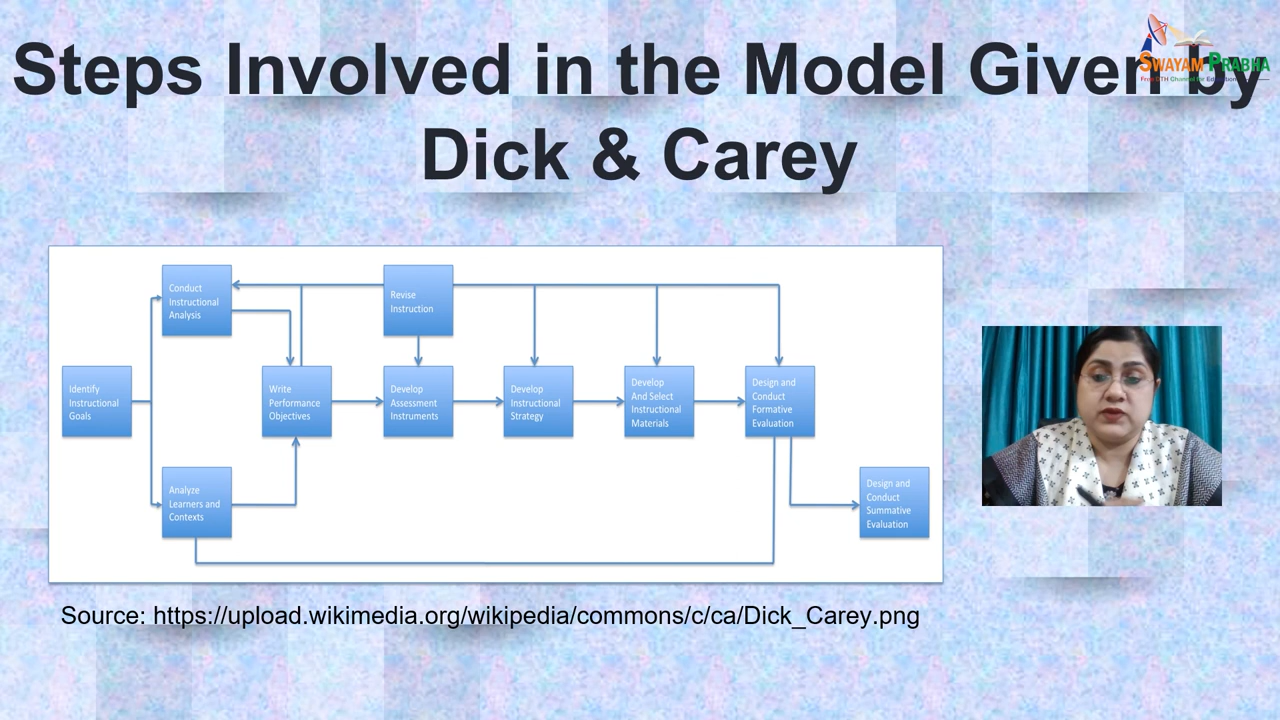 Steps Involved in the Model Given by
Dick & Carey
SWAYAM PRABHA
Conduct
Instructional
Analysis
Revise
Instruction
Identify
Instructional
Goals
Write
Performance
Objectives
Develop
Assessment
Instruments
Develop
Instructional
Strategy
Develop
And Select
Instructional
Materials
Design and
Conduct
Formative
Evaluation
Analyze
Learners and
Contexts
Design and
Conduct
Summative
Evaluation
Source: https://upload.wikimedia.org/wikipedia/commons/c/ca/Dick_Carey.png